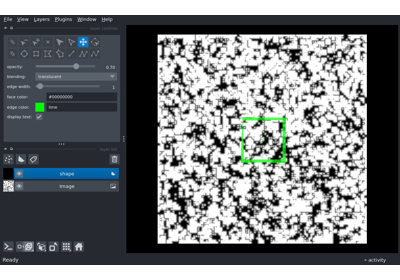 File View Layers Plugins Window Help
opacity: 0.70
blending: translucent
edge width: 1
face color: #00000000
edge color: lime
display text: ✓
shape
Image
Ready
activity